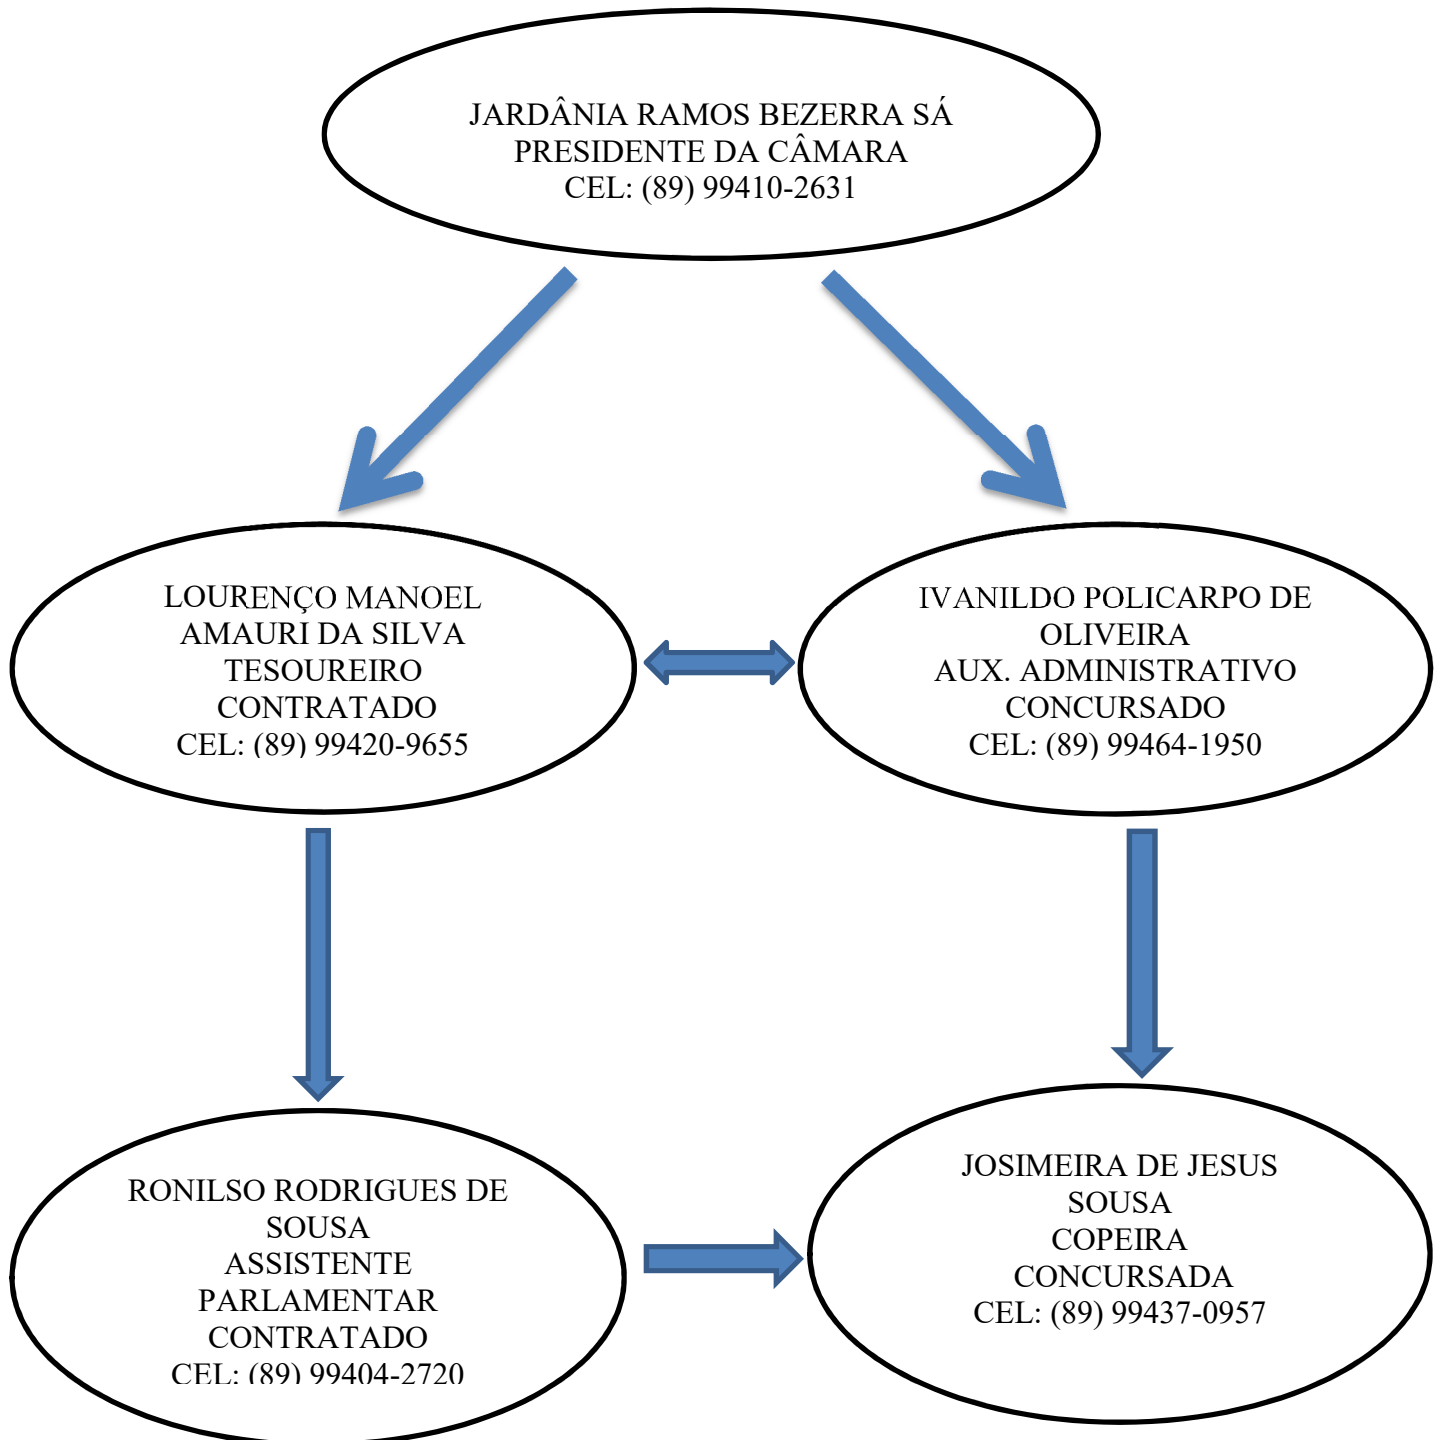 JARDÂNIA RAMOS BEZERRA SÁ
PRESIDENTE DA CÂMARA
CEL: (89) 99410-2631
LOURENÇO MANOEL
AMAURI DA SILVA
TESOUREIRO
CONTRATADO
CEL: (89) 99420-9655
IVANILDO POLICARPO DE
OLIVEIRA
AUX. ADMINISTRATIVO
CONCURSADO
CEL: (89) 99464-1950
RONILSO RODRIGUES DE
SOUSA
ASSISTENTE
PARLAMENTAR
CONTRATADO
CEL: (89) 99404-2720
JOSIMEIRA DE JESUS
SOUSA
COPEIRA
CONCURSADA
CEL: (89) 99437-0957